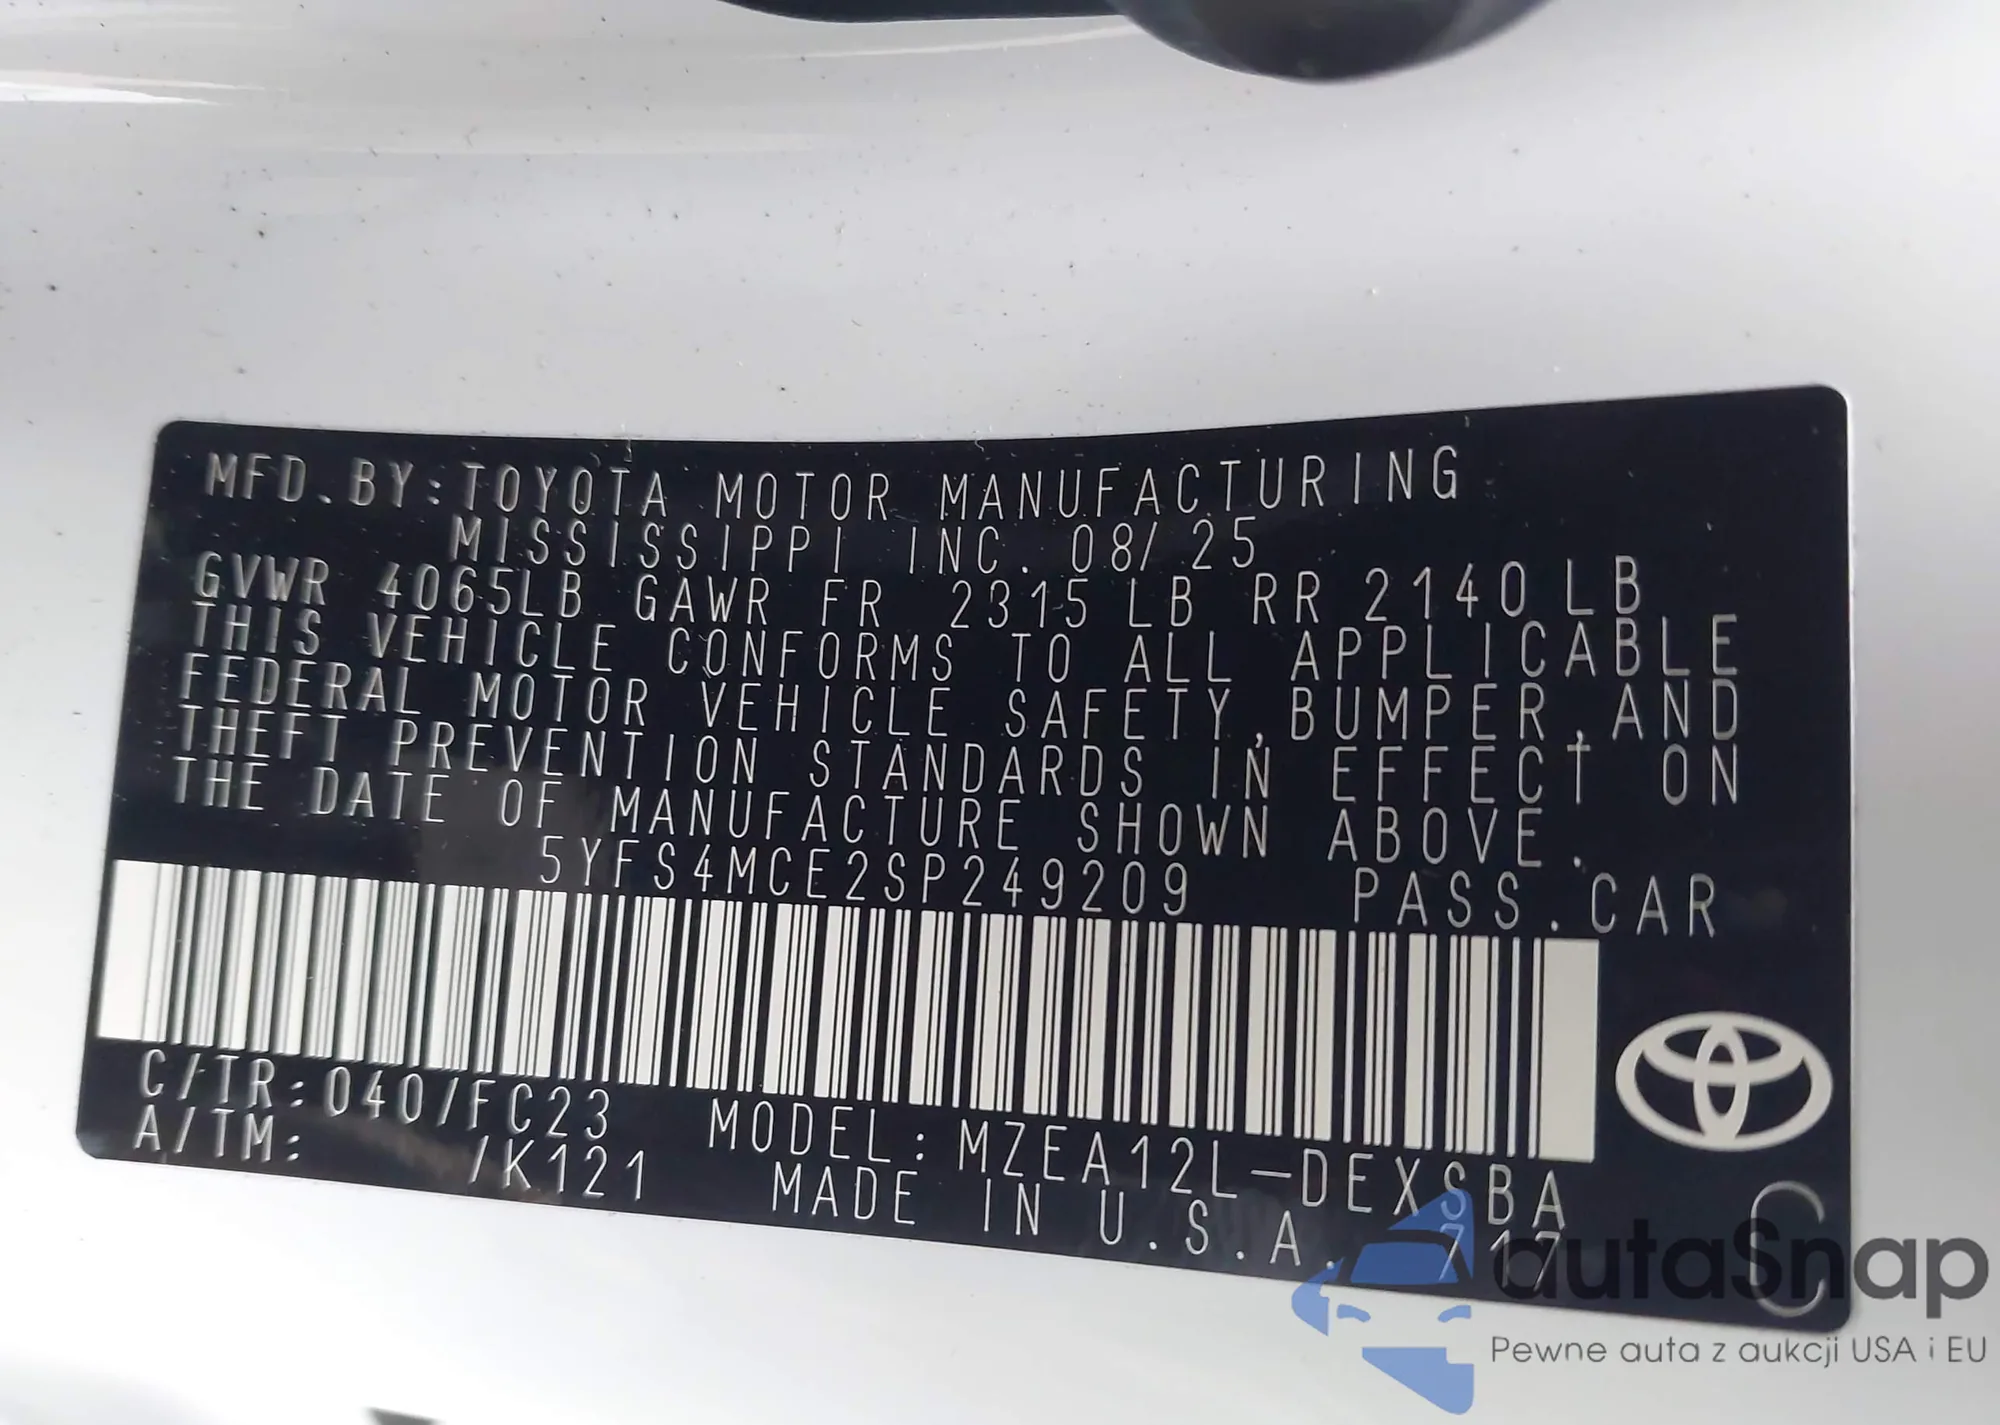 MFD.BY:TOYOTA MOTOR MANUFACTURING
MISSISSIPPI INC. 08/25
GVWR 4065LB GAWR FR 2315 LB RR 2140 LB
THIS VEHICLE CONFORMS TO ALL APPLICABLE
FEDERAL MOTOR VEHICLE SAFETY,BUMPER,AND
THEFT PREVENTION STANDARDS IN EFFECT ON
THE DATE OF MANUFACTURE SHOWN ABOVE.
5YFS4MCE2SP249209 PASS.CAR
C/TR:040/FC23 MODEL:MZEA12L-DEXSBA
A/TM: /K121 MADE IN U.S.A. 717
C
autaSnap
Pewne auta z aukcji USA i EU